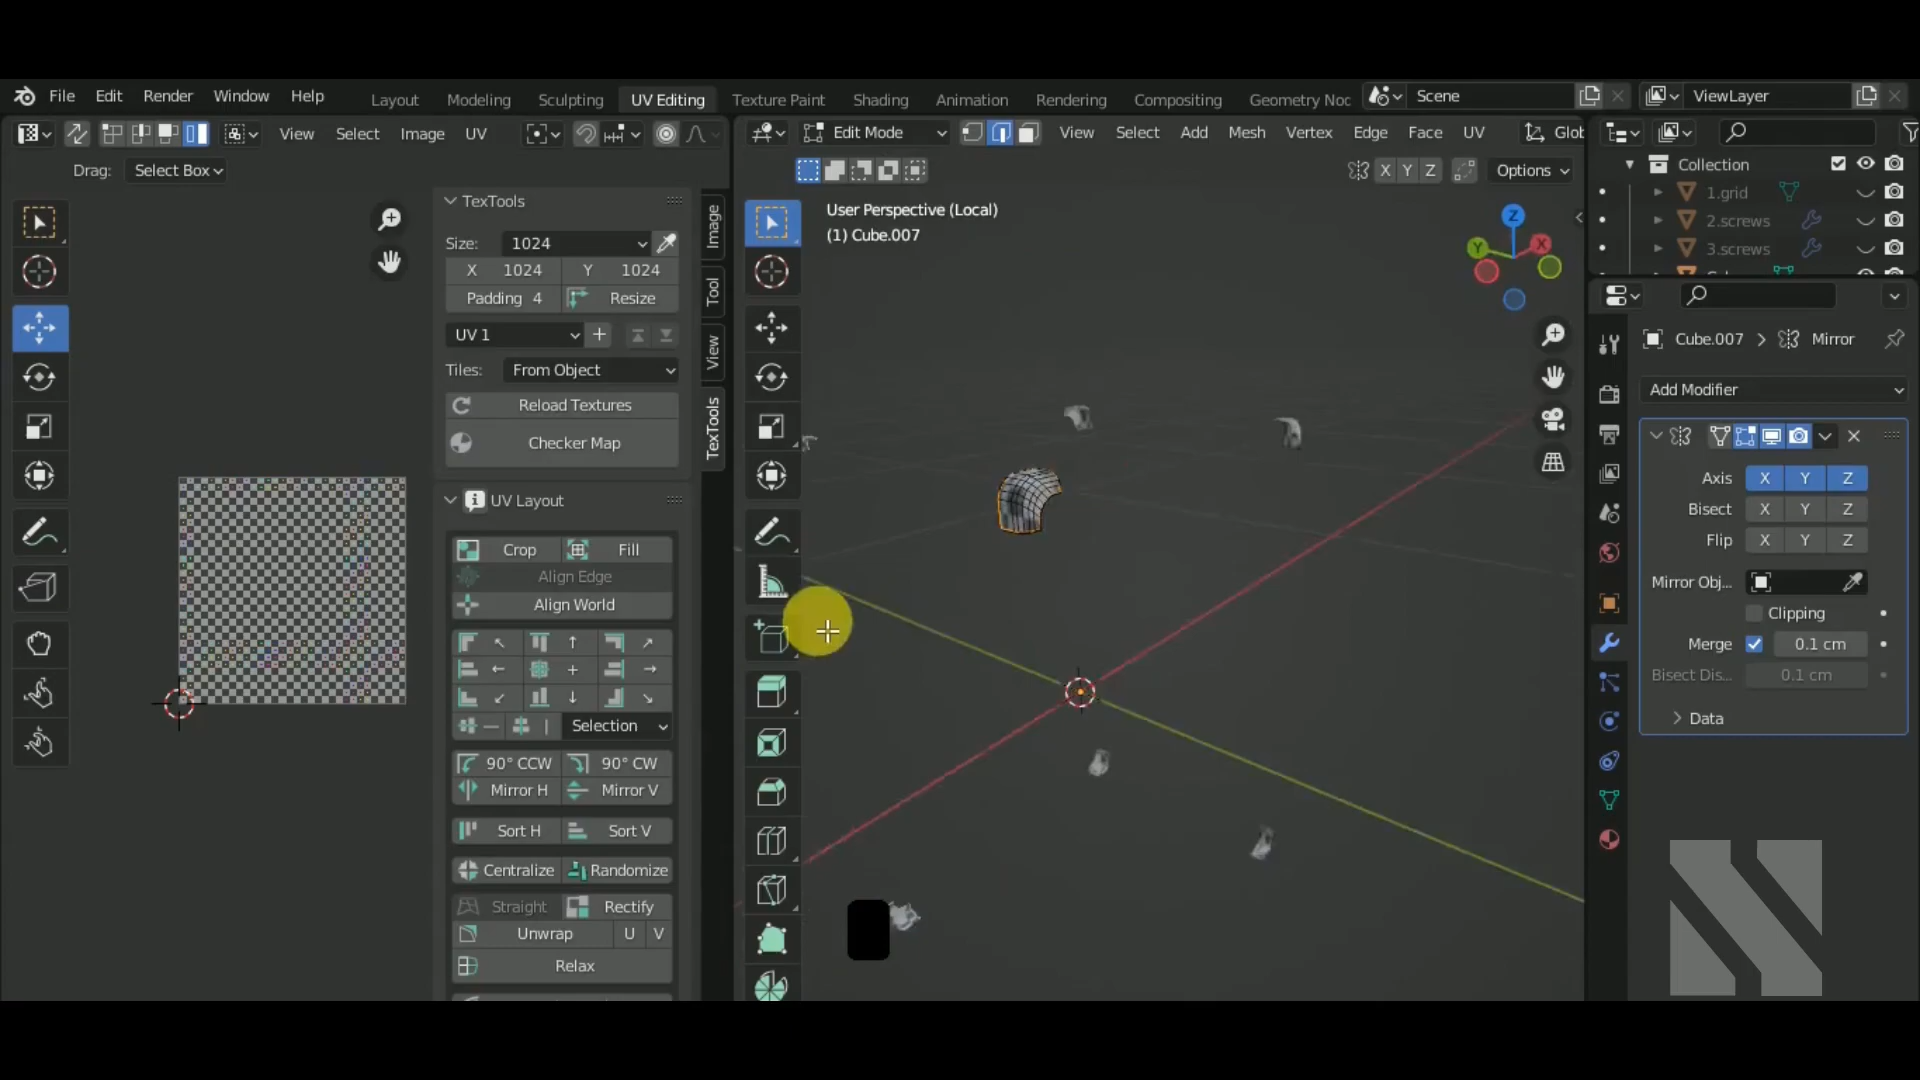 File Edit Render Window Help
Layout Modeling Sculpting UV Editing Texture Paint Shading Animation Rendering Compositing Geometry Noc
Scene
ViewLayer
View Select Image UV
Edit Mode
View Select Add Mesh Vertex Edge Face UV
Glob
Drag: Select Box
X Y Z
Options
TexTools
Size: 1024
X 1024 Y 1024
Padding 4 Resize
UV 1
Tiles: From Object
Reload Textures
Checker Map
UV Layout
Crop Fill
Align Edge
Align World
Selection
90° CCW 90° CW
Mirror H Mirror V
Sort H Sort V
Centralize Randomize
Straight Rectify
Unwrap U V
Relax
Image
Tool
View
TexTools
User Perspective (Local)
(1) Cube.007
Z
Y
X
Collection
1.grid
2.screws
3.screws
Cube.007 > Mirror
Add Modifier
Axis X Y Z
Bisect X Y Z
Flip X Y Z
Mirror Obj...
Clipping
Merge 0.1 cm
Bisect Dis... 0.1 cm
Data